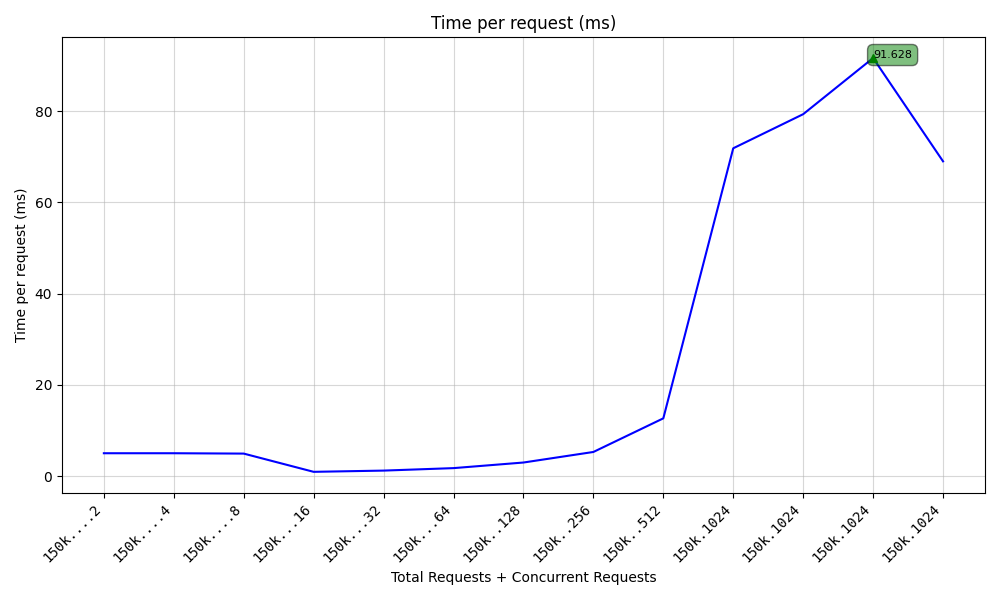 Time per request (ms)
91.628
Time per request (ms)
80
60
40
20
0
150k....2
150k....4
150k....8
150k...16
150k...32
150k...64
150k..128
150k..256
150k..512
150k.1024
150k.1024
150k.1024
150k.1024
Total Requests + Concurrent Requests